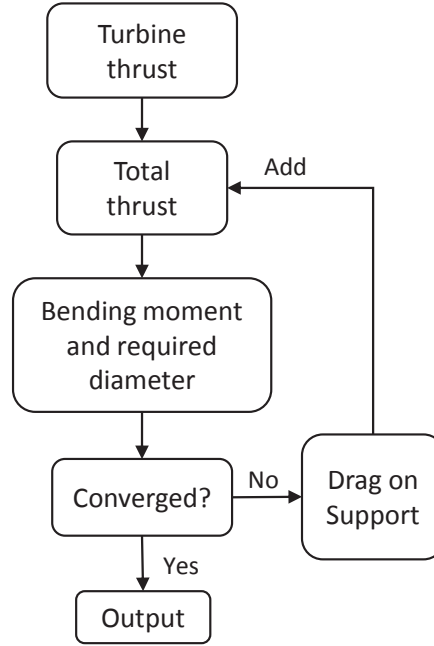 Turbine
thrust
Total
thrust
Add
Bending moment
and required
diameter
Converged?
No
Drag on
Support
Yes
Output